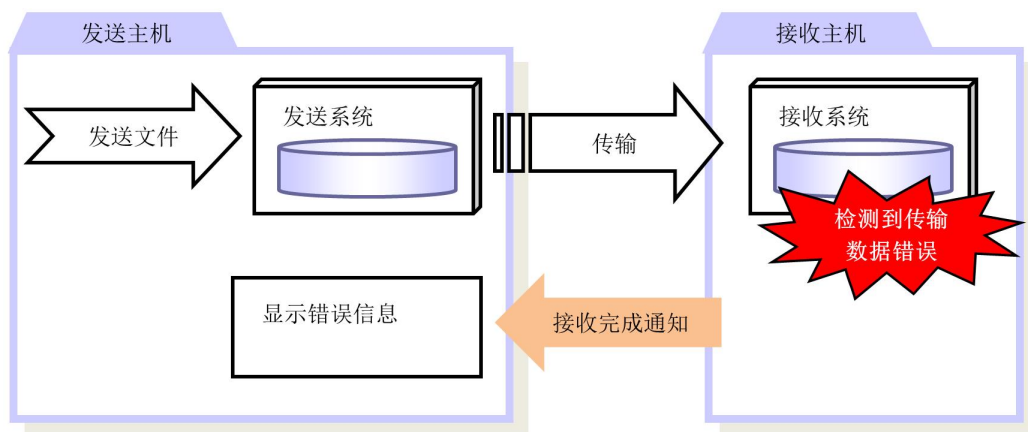 发送主机
接收主机
发送文件
发送系统
传输
接收系统
检测到传输
数据错误
显示错误信息
接收完成通知